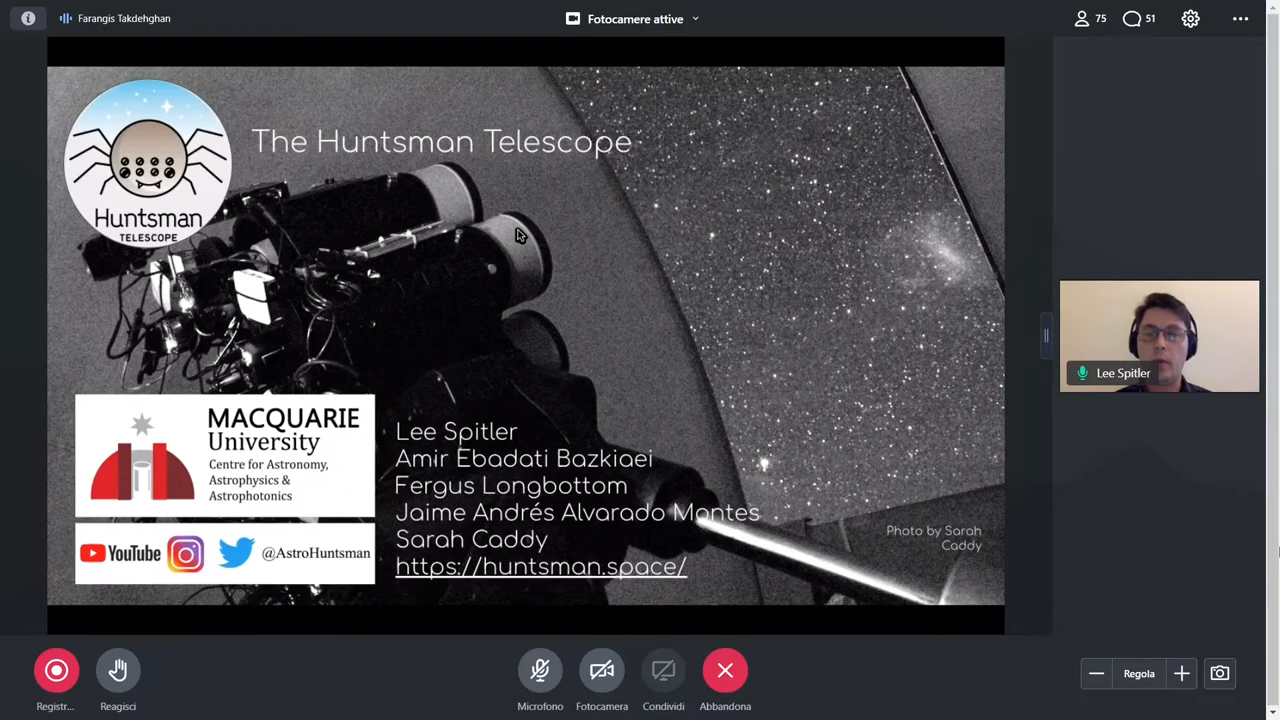 Farangis Takdehghan
Fotocamere attive
75
51
The Huntsman Telescope
Huntsman
TELESCOPE
MACQUARIE
University
Centre for Astronomy,
Astrophysics &
Astrophotonics
YouTube
@AstroHuntsman
Lee Spitler
Amir Ebadati Bazkiaei
Fergus Longbottom
Jaime Andrés Alvarado Montes
Sarah Caddy
https://huntsman.space/
Photo by Sarah
Caddy
Lee Spitler
Registr...
Reagisci
Microfono
Fotocamera
Condividi
Abbandona
Regola